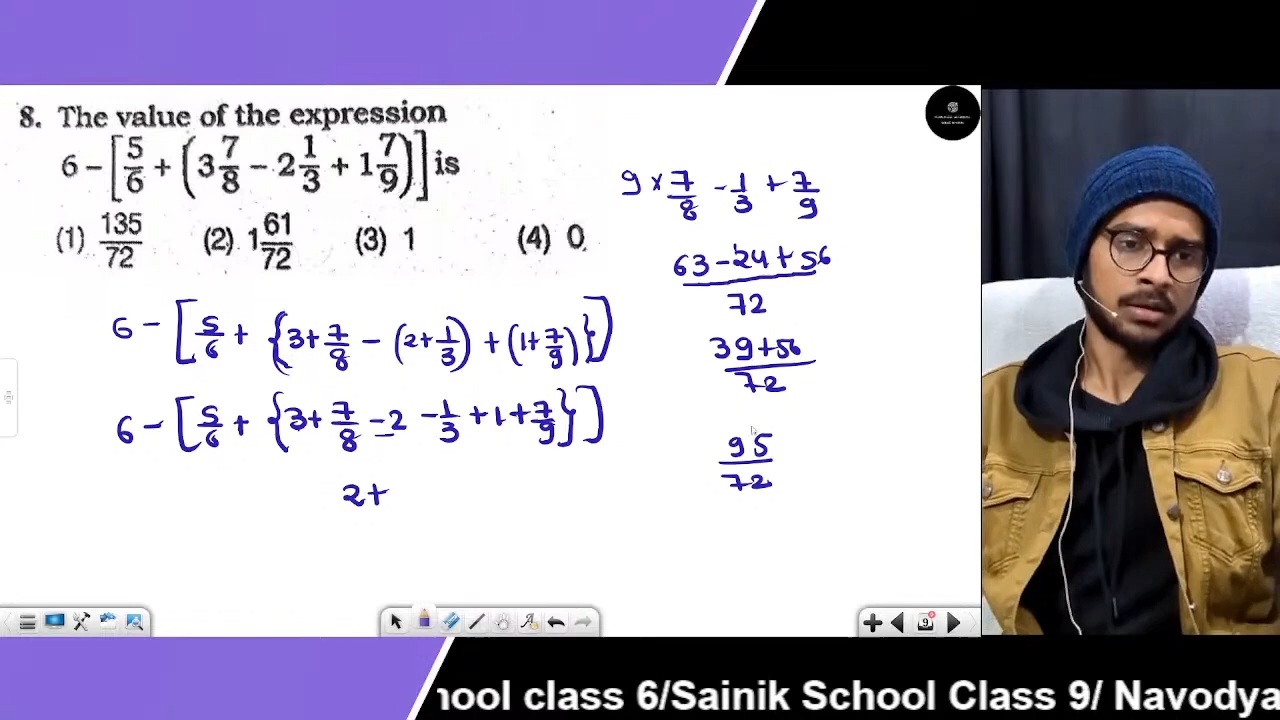 8. The value of the expression
6 – [5/6 + (3 7/8 – 2 1/3 + 1 7/9)] is
(1) 135/72 (2) 1 61/72 (3) 1 (4) 0
6 – [5/6 + {3 + 7/8 – (2 + 1/3) + (1 + 7/9)}]
6 – [5/6 + {3 + 7/8 – 2 – 1/3 + 1 + 7/9}]
2 +
9 × 7/8 – 1/3 + 7/9
63 – 24 + 56 / 72
39 + 56 / 72
95 / 72
9
hool class 6/Sainik School Class 9/ Navodya